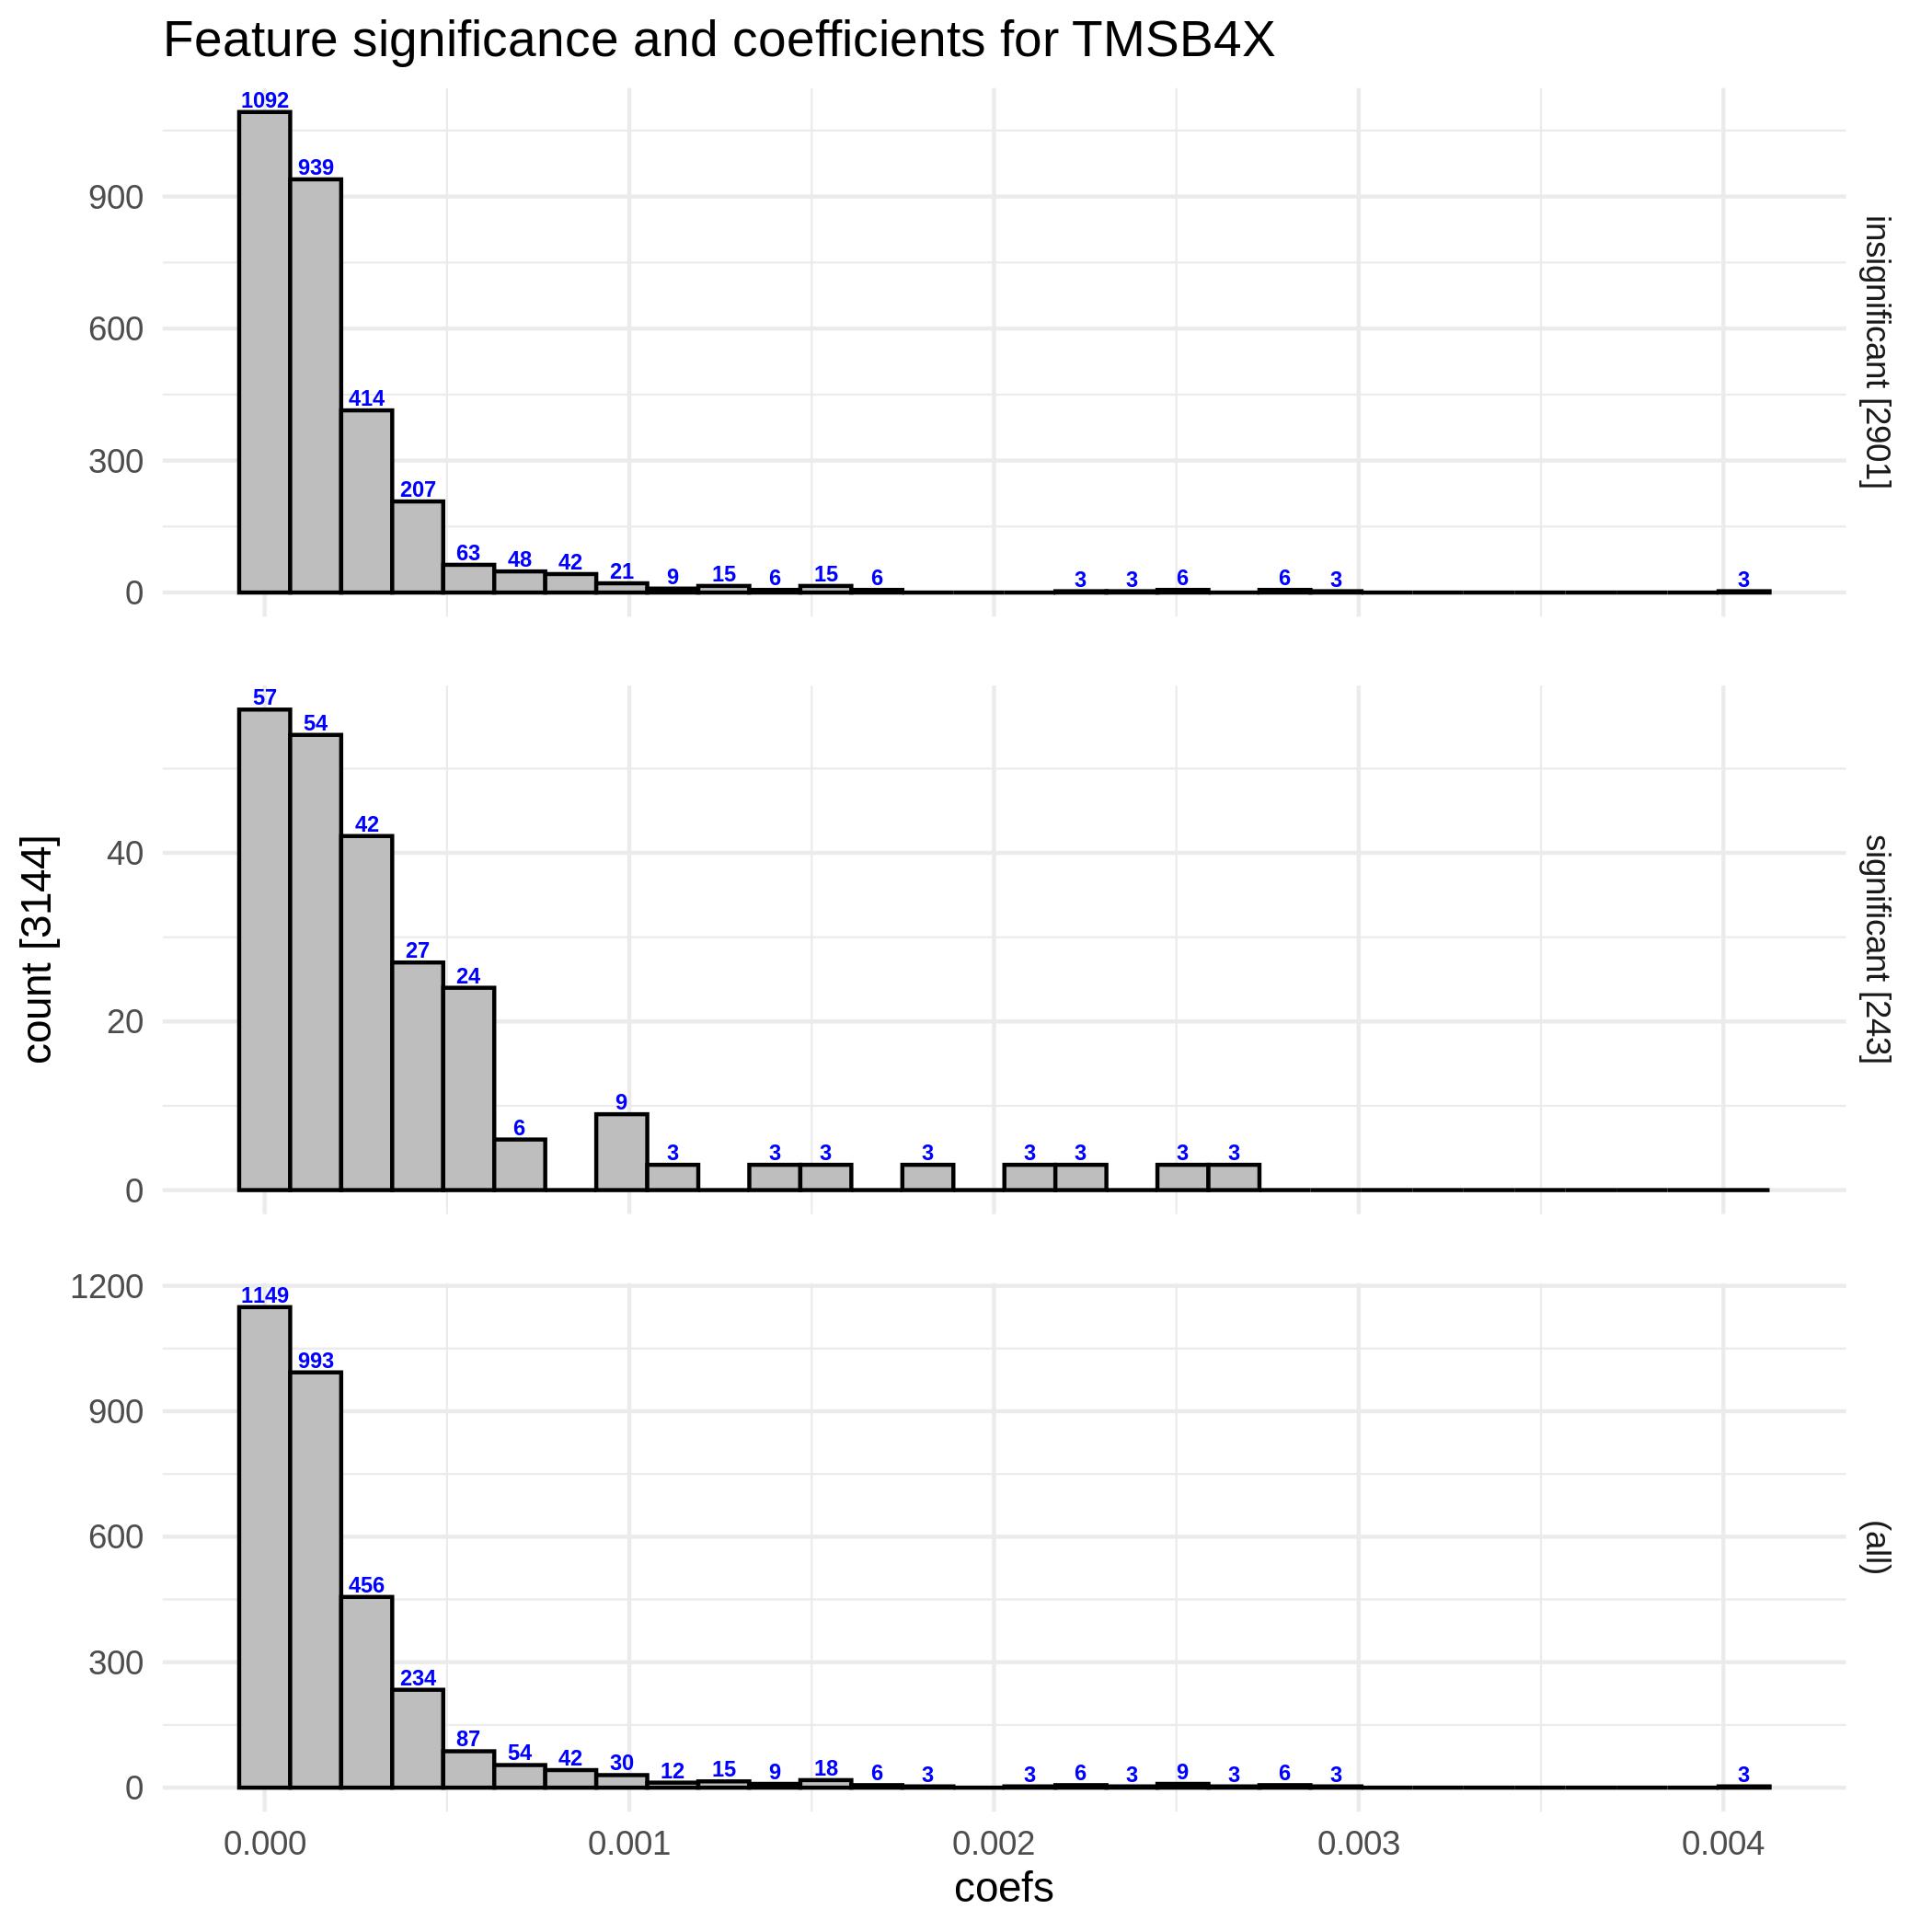 Feature significance and coefficients for TMSB4X
1092
939
414
207
63 48 42 21 9 15 6 15 6 3 3 6 6 3 3
900
600
300
0
insignificant [2901]
57
54
42
27
24
6
9
3 3 3 3 3 3 3 3
40
20
0
significant [243]
count [3144]
1149
993
456
234
87 54 42 30 12 15 9 18 6 3 3 6 3 9 3 6 3 3
1200
900
600
300
0
(all)
0.000 0.001 0.002 0.003 0.004
coefs